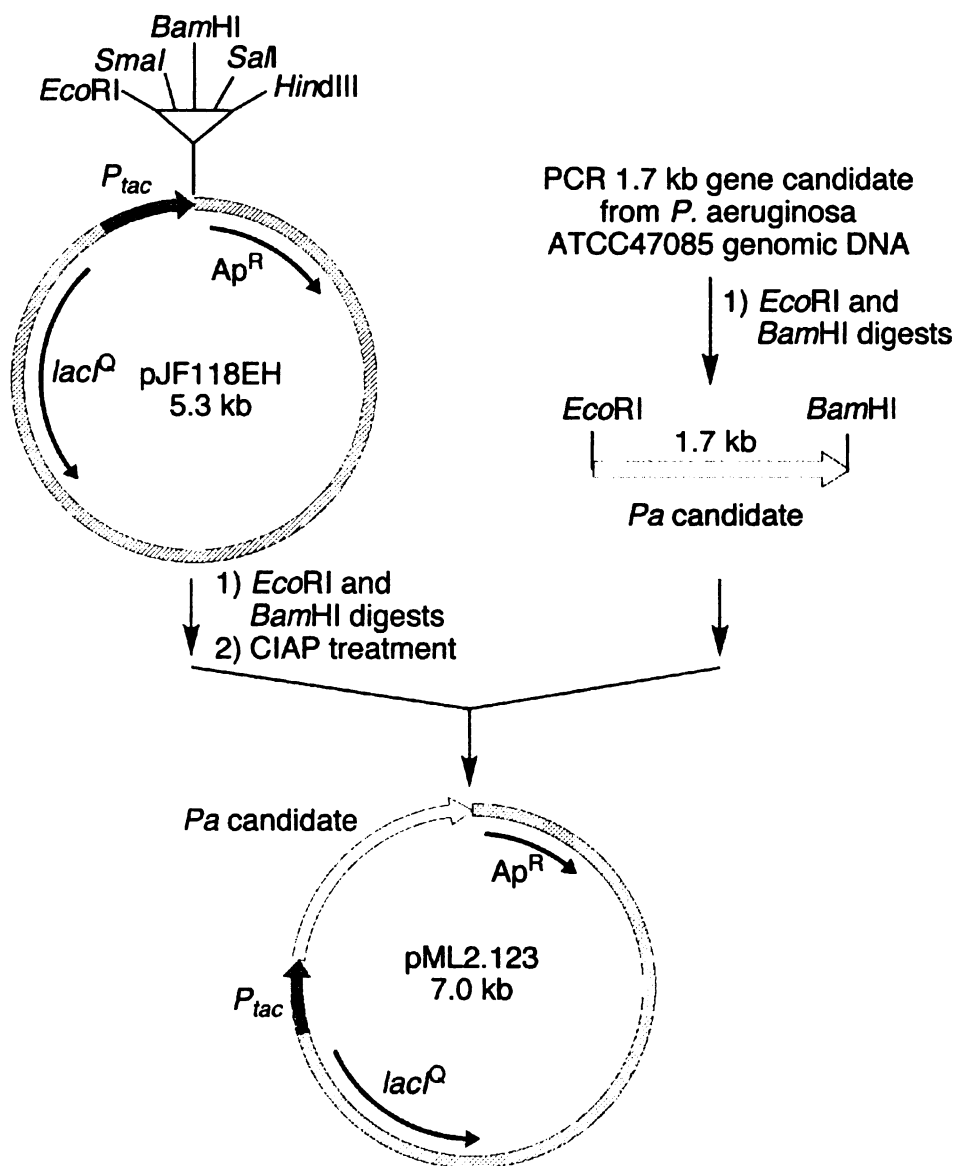 BamHI
SmaI
SalI
EcoRI
HindIII
Ptac
ApR
lacIQ
pJF118EH
5.3 kb
PCR 1.7 kb gene candidate
from P. aeruginosa
ATCC47085 genomic DNA
1) EcoRI and
BamHI digests
EcoRI
BamHI
1.7 kb
Pa candidate
1) EcoRI and
BamHI digests
2) CIAP treatment
Pa candidate
ApR
pML2.123
7.0 kb
Ptac
lacIQ